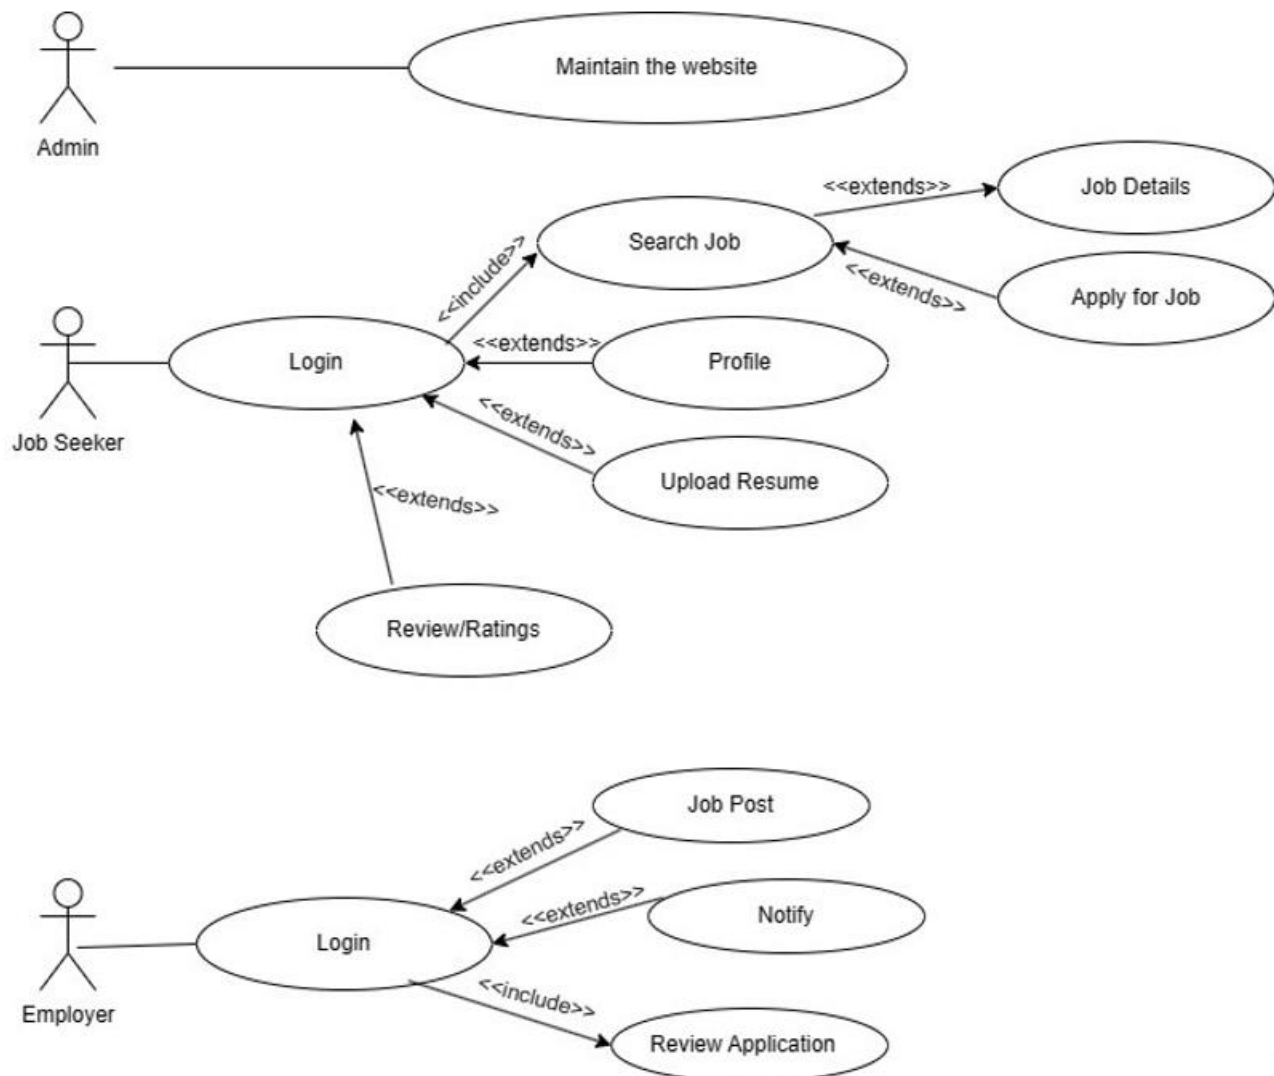 Maintain the website
Admin
<<extends>>
Job Details
Search Job
<<include>>
<<extends>>
Apply for Job
Login
<<extends>>
Profile
Job Seeker
<<extends>>
Upload Resume
<<extends>>
Review/Ratings
Job Post
<<extends>>
<<extends>>
Notify
Login
Employer
<<include>>
Review Application